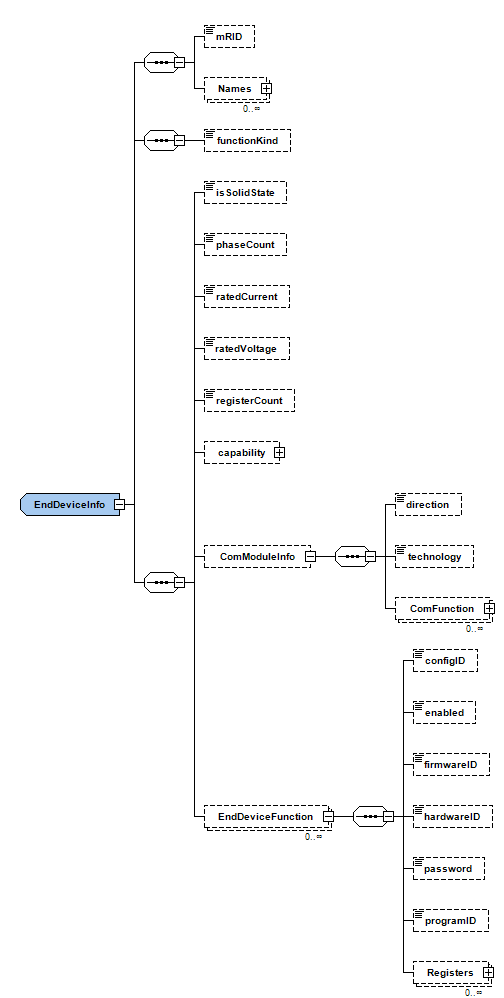 mRID
Names
0..∞
functionKind
isSolidState
phaseCount
ratedCurrent
ratedVoltage
registerCount
capability
EndDeviceInfo
direction
ComModuleInfo
technology
ComFunction
0..∞
configID
enabled
firmwareID
EndDeviceFunction
0..∞
hardwareID
password
programID
Registers
0..∞